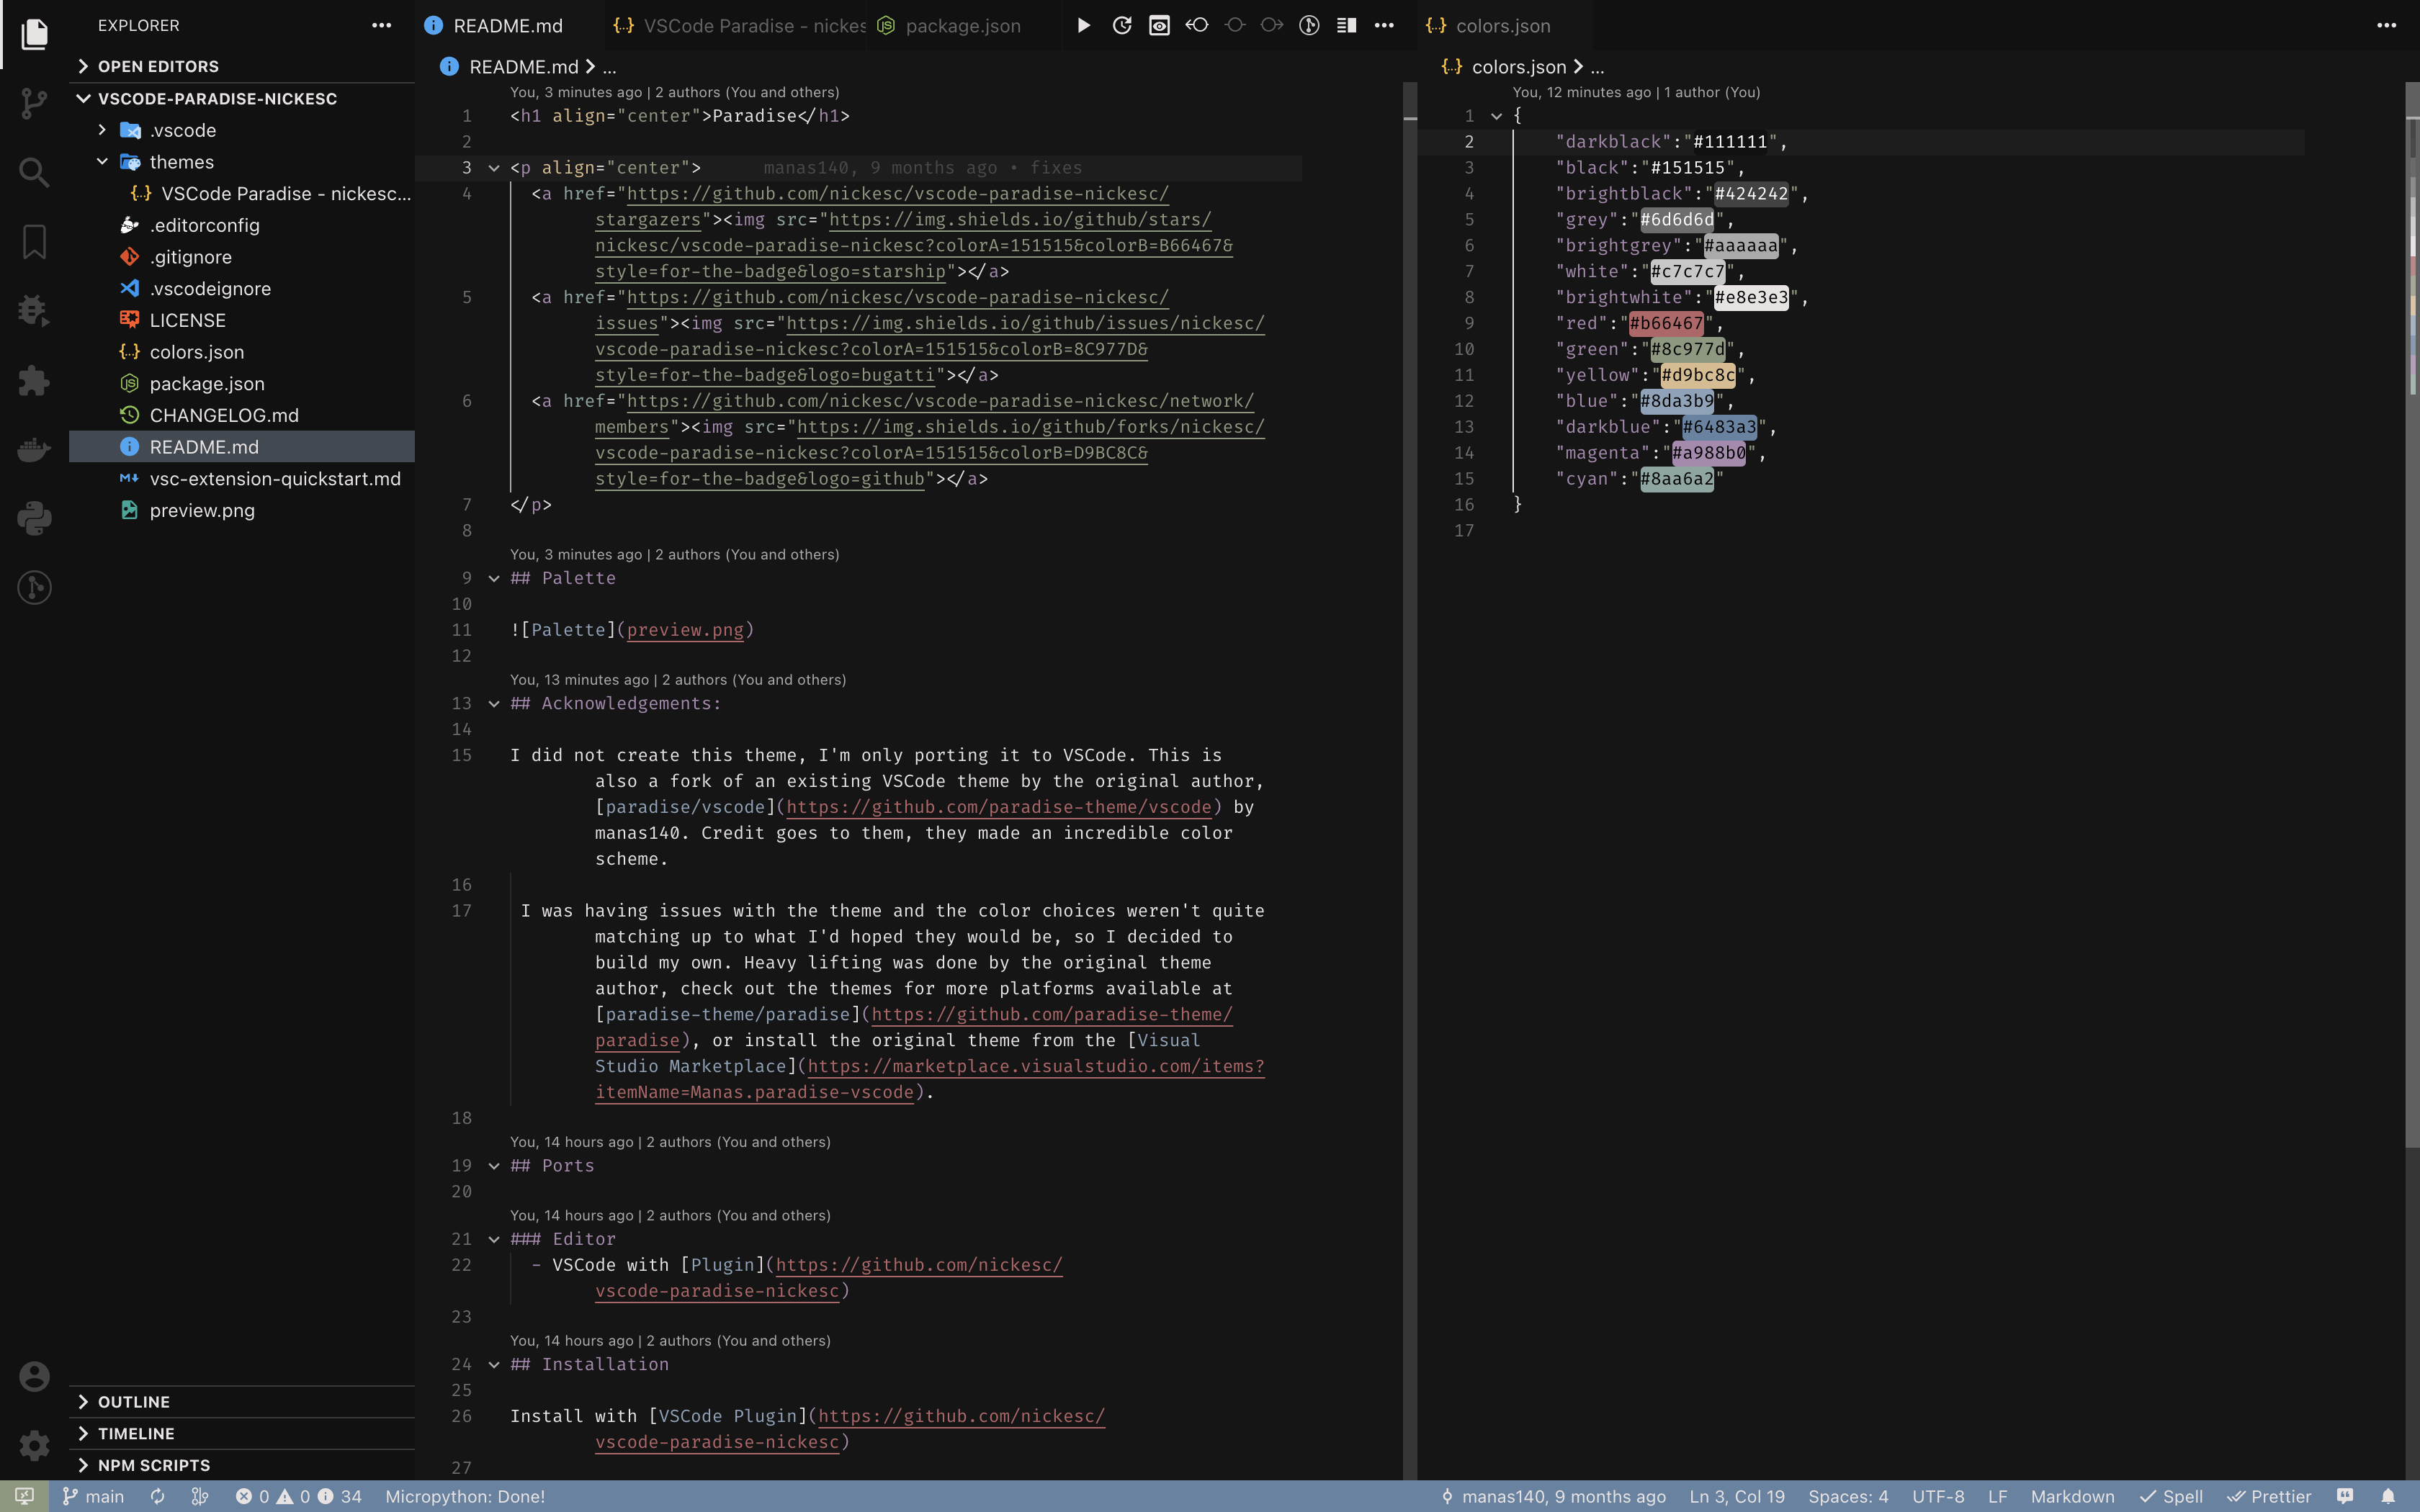 EXPLORER
OPEN EDITORS
VSCODE-PARADISE-NICKESC
.vscode
themes
{..} VSCode Paradise - nickesc...
.editorconfig
.gitignore
.vscodeignore
LICENSE
{..} colors.json
package.json
CHANGELOG.md
README.md
vsc-extension-quickstart.md
preview.png
OUTLINE
TIMELINE
NPM SCRIPTS
README.md {..} VSCode Paradise - nickes package.json
README.md > ...
You, 3 minutes ago | 2 authors (You and others)
1 <h1 align="center">Paradise</h1>
2
3 <p align="center"> manas140, 9 months ago • fixes
4 <a href="https://github.com/nickesc/vscode-paradise-nickesc/
stargazers"><img src="https://img.shields.io/github/stars/
nickesc/vscode-paradise-nickesc?colorA=151515&colorB=B66467&
style=for-the-badge&logo=starship"></a>
5 <a href="https://github.com/nickesc/vscode-paradise-nickesc/
issues"><img src="https://img.shields.io/github/issues/nickesc/
vscode-paradise-nickesc?colorA=151515&colorB=8C977D&
style=for-the-badge&logo=bugatti"></a>
6 <a href="https://github.com/nickesc/vscode-paradise-nickesc/network/
members"><img src="https://img.shields.io/github/forks/nickesc/
vscode-paradise-nickesc?colorA=151515&colorB=D9BC8C&
style=for-the-badge&logo=github"></a>
7 </p>
8
You, 3 minutes ago | 2 authors (You and others)
9 ## Palette
10
11 ![Palette](preview.png)
12
You, 13 minutes ago | 2 authors (You and others)
13 ## Acknowledgements:
14
15 I did not create this theme, I'm only porting it to VSCode. This is
also a fork of an existing VSCode theme by the original author,
[paradise/vscode](https://github.com/paradise-theme/vscode) by
manas140. Credit goes to them, they made an incredible color
scheme.
16
17 I was having issues with the theme and the color choices weren't quite
matching up to what I'd hoped they would be, so I decided to
build my own. Heavy lifting was done by the original theme
author, check out the themes for more platforms available at
[paradise-theme/paradise](https://github.com/paradise-theme/
paradise), or install the original theme from the [Visual
Studio Marketplace](https://marketplace.visualstudio.com/items?
itemName=Manas.paradise-vscode).
18
You, 14 hours ago | 2 authors (You and others)
19 ## Ports
20
You, 14 hours ago | 2 authors (You and others)
21 ### Editor
22 - VSCode with [Plugin](https://github.com/nickesc/
vscode-paradise-nickesc)
23
You, 14 hours ago | 2 authors (You and others)
24 ## Installation
25
26 Install with [VSCode Plugin](https://github.com/nickesc/
vscode-paradise-nickesc)
27
{..} colors.json
{..} colors.json > ...
You, 12 minutes ago | 1 author (You)
1 {
2 "darkblack":"#111111",
3 "black":"#151515",
4 "brightblack":"#424242",
5 "grey":"#6d6d6d",
6 "brightgrey":"#aaaaaa",
7 "white":"#c7c7c7",
8 "brightwhite":"#e8e3e3",
9 "red":"#b66467",
10 "green":"#8c977d",
11 "yellow":"#d9bc8c",
12 "blue":"#8da3b9",
13 "darkblue":"#6483a3",
14 "magenta":"#a988b0",
15 "cyan":"#8aa6a2"
16 }
17
main 0 0 34 Micropython: Done! manas140, 9 months ago Ln 3, Col 19 Spaces: 4 UTF-8 LF Markdown Spell Prettier